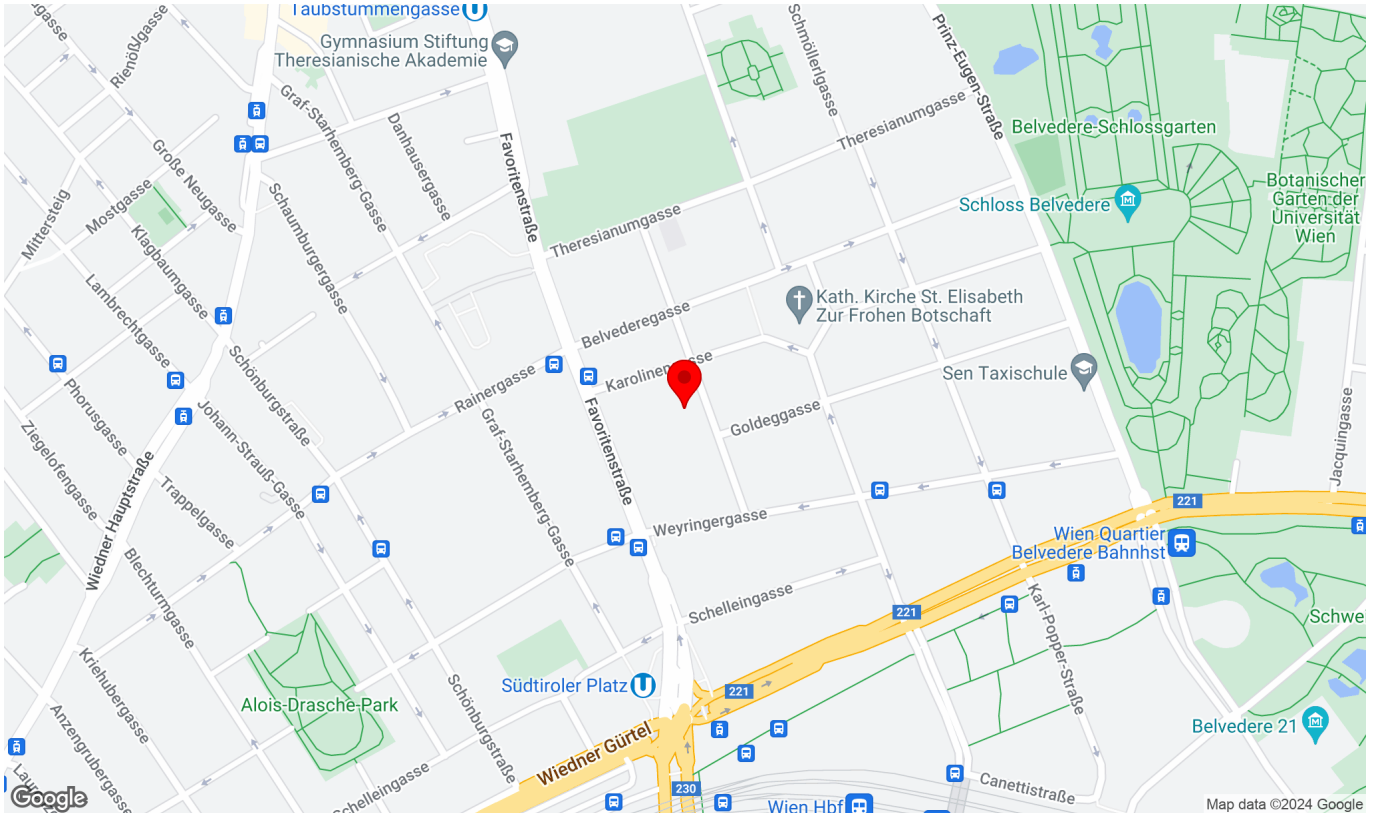 Taubstummengasse
Gymnasium Stiftung
Theresianische Akademie
Rienößlgasse
Graf-Starhemberg-Gasse
Danhausergasse
Favoritenstraße
Schmöllerlgasse
Prinz-Eugen-Straße
Theresianumgasse
Belvedere-Schlossgarten
Botanischer
Garten der
Universität
Wien
Große Neugasse
Mostgasse
Mittersteig
Schaumburgergasse
Klagbaumgasse
Theresianumgasse
Schloss Belvedere
Lambrechtgasse
Belvederegasse
Kath. Kirche St. Elisabeth
Zur Frohen Botschaft
Schönburgstraße
Rainergasse
Sen Taxischule
Phorusgasse
Johann-Strauß-Gasse
Graf-Starhemberg-Gasse
Favoritenstraße
Goldeggasse
Jacquingasse
Ziegelofengasse
Wiedner Hauptstraße
Trappelgasse
Weyringergasse
221
Wien Quartier
Belvedere Bahnhst
Blechturmgasse
Schelleingasse
221
Karl-Popper-Straße
Kriehubergasse
Südtiroler Platz
221
Alois-Drasche-Park
Schönburgstraße
Belvedere 21
Anzengrubergasse
Wiedner Gürtel
Schelleingasse
230
Canettistraße
Wien Hbf
Google
Map data ©2024 Google